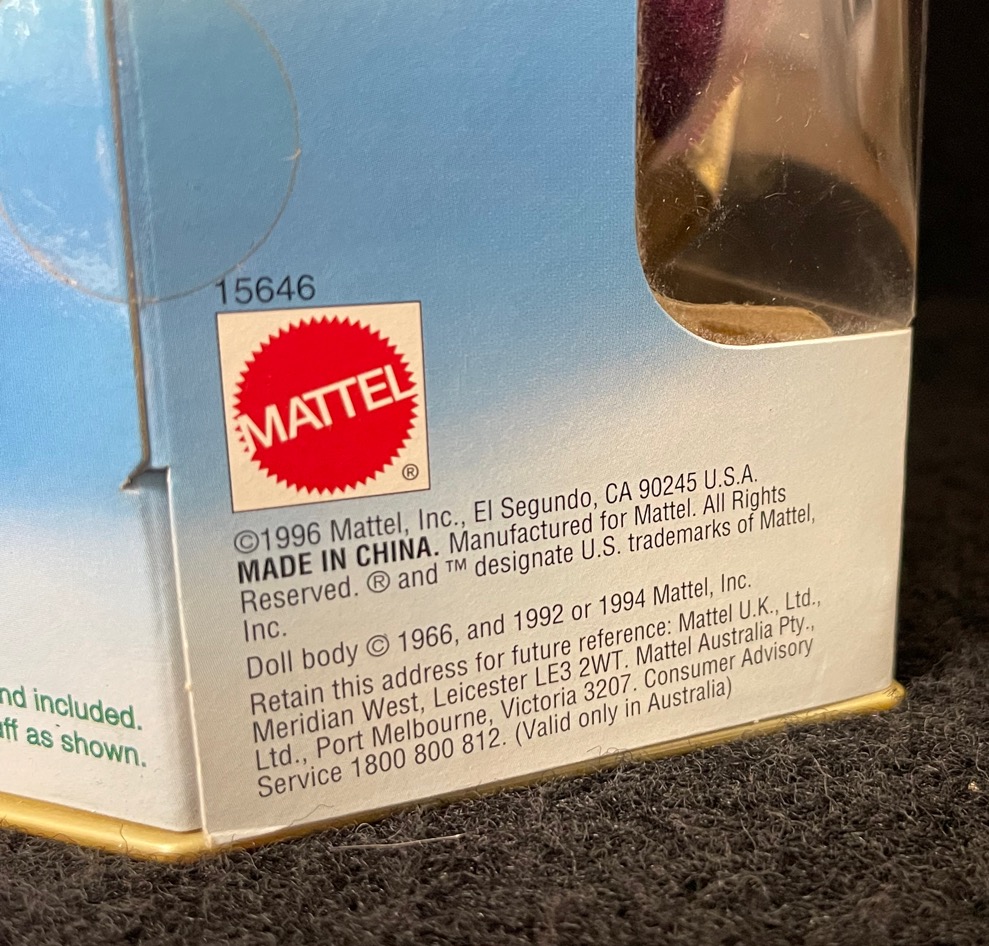 15646
MATTEL
®
©1996 Mattel, Inc., El Segundo, CA 90245 U.S.A.
MADE IN CHINA. Manufactured for Mattel. All Rights
Reserved. ® and ™ designate U.S. trademarks of Mattel,
Inc.
Doll body © 1966, and 1992 or 1994 Mattel, Inc.
Retain this address for future reference: Mattel U.K., Ltd.,
Meridian West, Leicester LE3 2WT. Mattel Australia Pty.,
Ltd., Port Melbourne, Victoria 3207. Consumer Advisory
Service 1800 800 812. (Valid only in Australia)
included.
as shown.